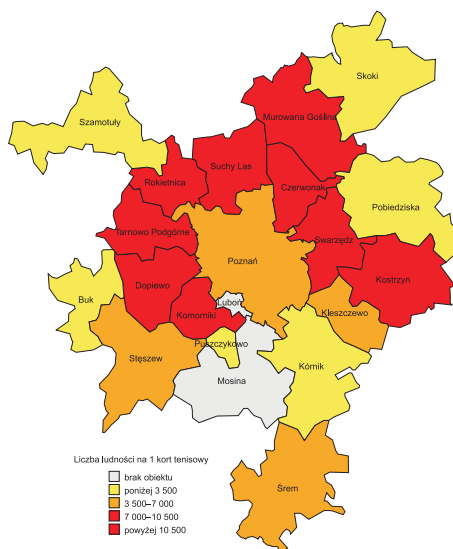 Skoki
Szamotuły
Murowana Goślina
Suchy Las
Rokietnica
Czerwonak
Pobiedziska
Tarnowo Podgórne
Swarzędz
Poznań
Kostrzyn
Dopiewo
Buk
Luboń
Komorniki
Kleszczewo
Puszczykowo
Stęszew
Kórnik
Mosina
Liczba ludności na 1 kort tenisowy
brak obiektu
poniżej 3 500
3 500–7 000
7 000–10 500
powyżej 10 500
Śrem